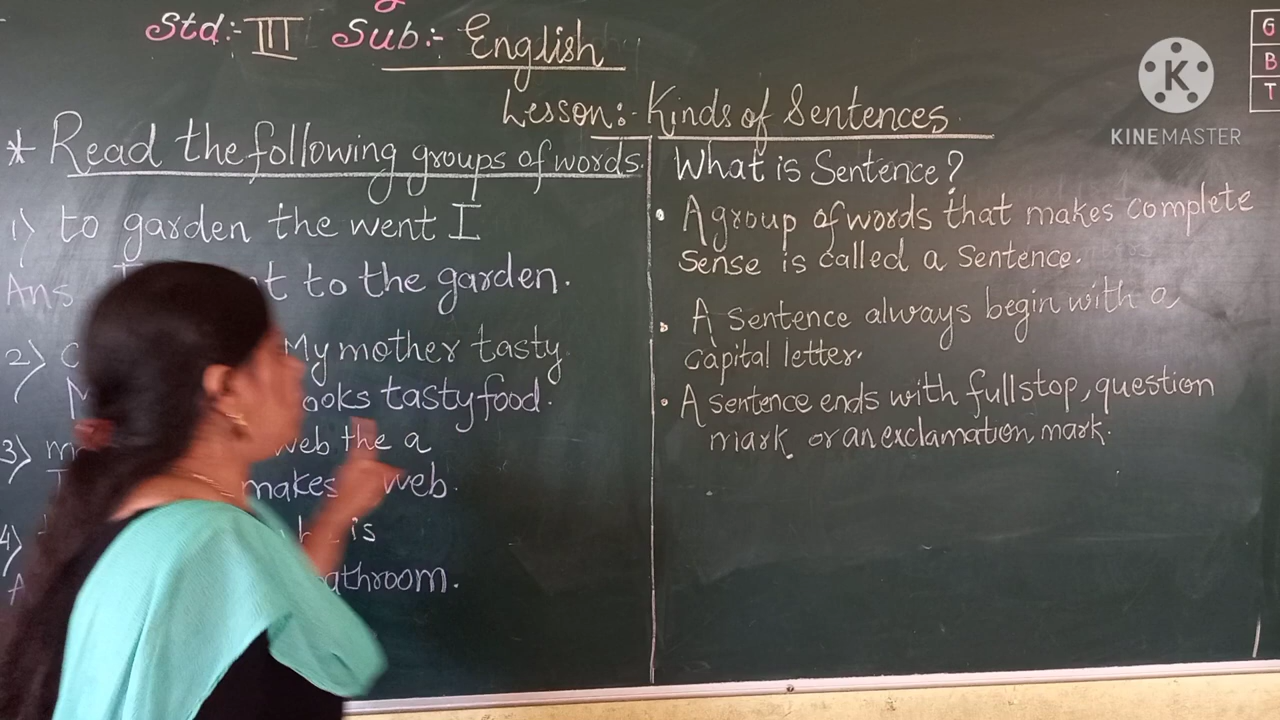 Std:- III Sub:- English
Lesson:- Kinds of Sentences
* Read the following groups of words.
1) to garden the went I
Ans to the garden.
2) My mother tasty
tasty food.
3) web the a
makes web.
4) is
What is Sentence?
• A group of words that makes complete
sense is called a sentence.
• A sentence always begin with a
capital letter.
• A sentence ends with fullstop, question
mark or an exclamation mark.
G
B
T
K
KINEMASTER